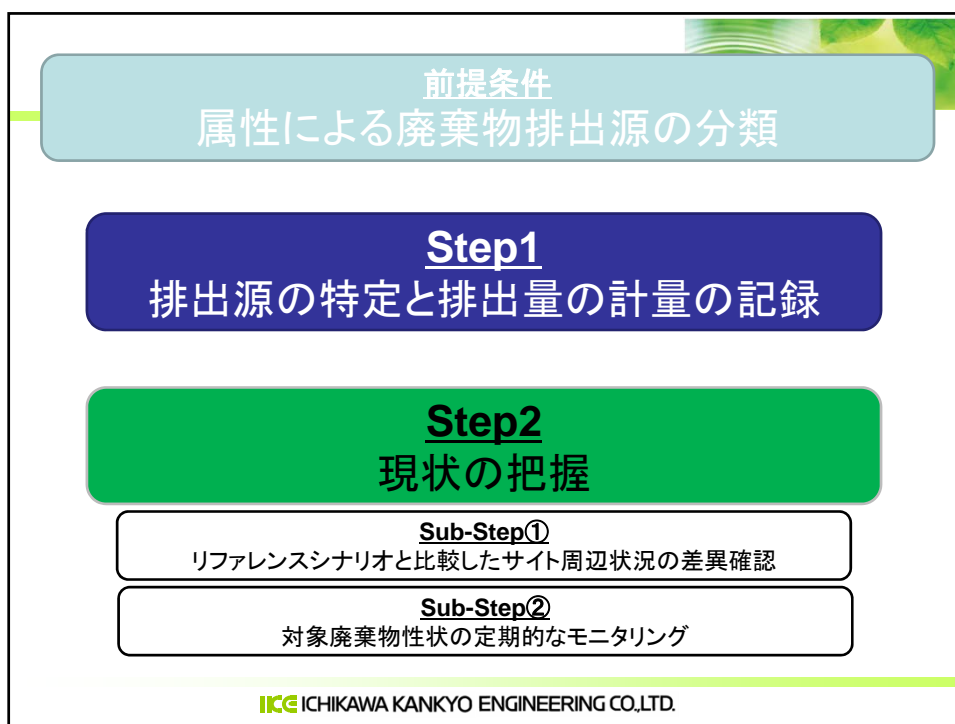 前提条件
属性による廃棄物排出源の分類
Step1
排出源の特定と排出量の計量の記録
Step2
現状の把握
Sub-Step①
リファレンスシナリオと比較したサイト周辺状況の差異確認
Sub-Step②
対象廃棄物性状の定期的なモニタリング
ICE ICHIKAWA KANKYO ENGINEERING CO.,LTD.